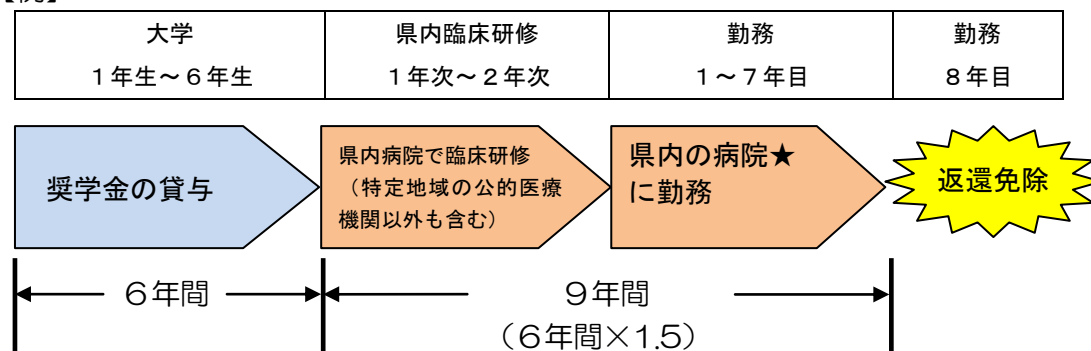 大学
１年生～６年生
県内臨床研修
１年次～２年次
勤務
１～７年目
勤務
８年目
奨学金の貸与
県内病院で臨床研修
（特定地域の公的医療
機関以外も含む）
県内の病院★
に勤務
返還免除
６年間
９年間
（６年間×1.5）